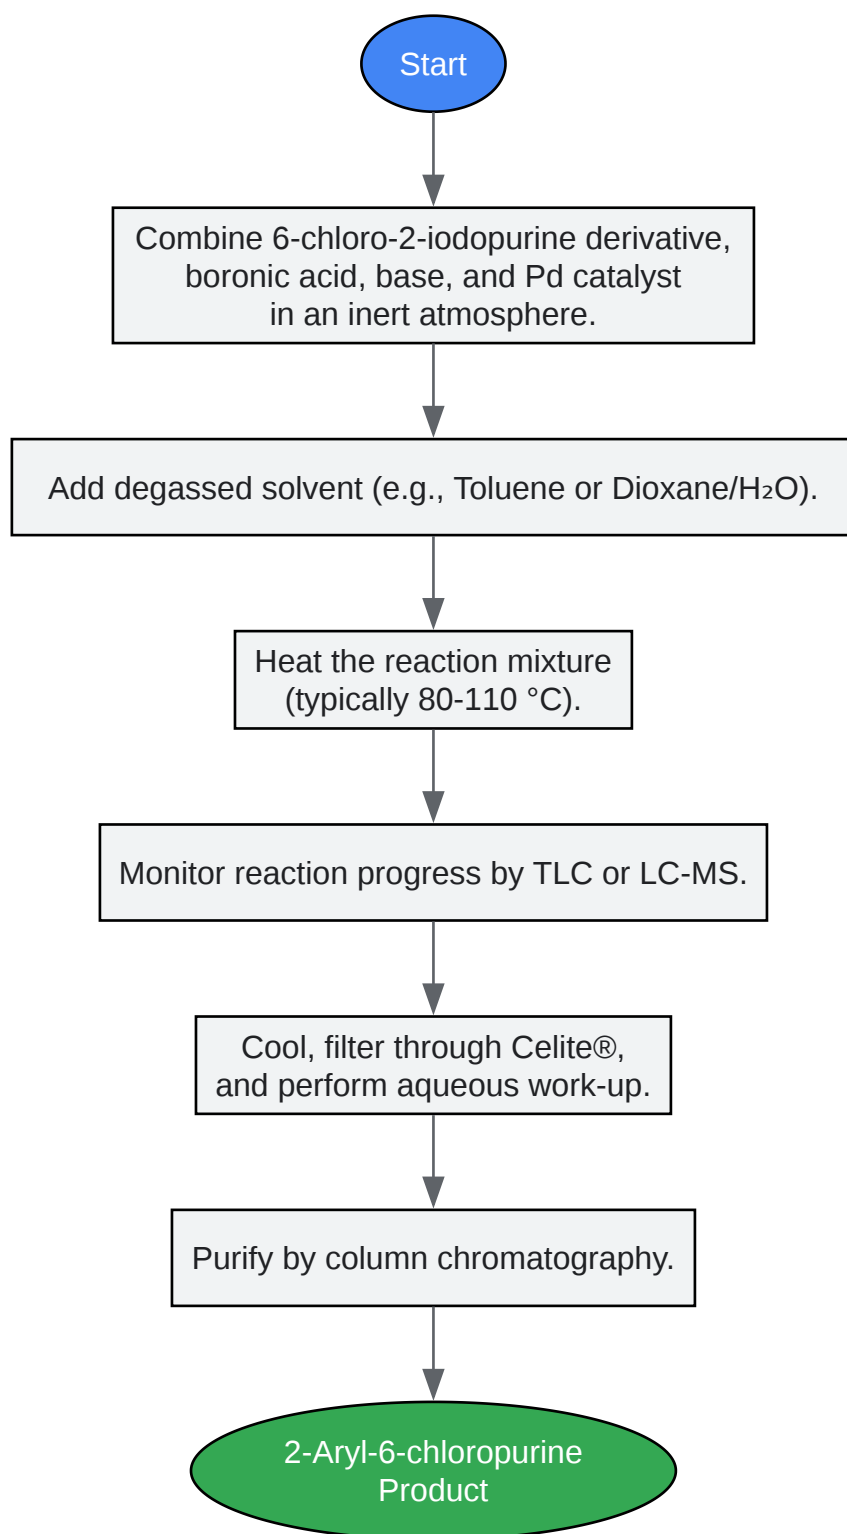 Start
Combine 6-chloro-2-iodopurine derivative,
boronic acid, base, and Pd catalyst
in an inert atmosphere.
Add degassed solvent (e.g., Toluene or Dioxane/H₂O).
Heat the reaction mixture
(typically 80-110 °C).
Monitor reaction progress by TLC or LC-MS.
Cool, filter through Celite®,
and perform aqueous work-up.
Purify by column chromatography.
2-Aryl-6-chloropurine
Product